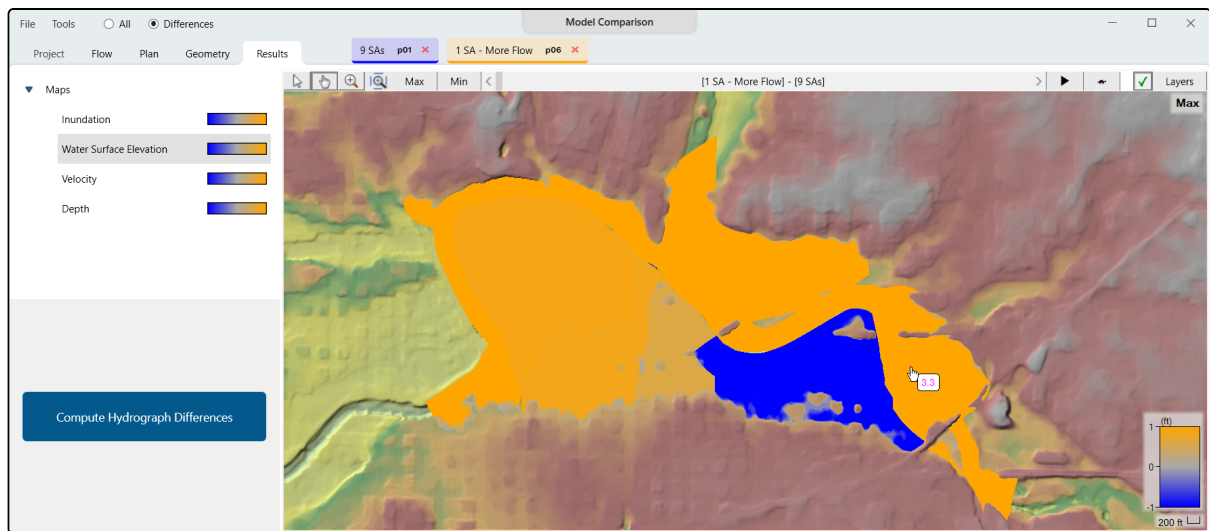 File Tools All Differences Model Comparison
Project Flow Plan Geometry Results 9 SAs p01 1 SA - More Flow p06
Max Min [1 SA - More Flow] - [9 SAs] Layers
Maps
Max
Inundation
Water Surface Elevation
Velocity
Depth
3.3
Compute Hydrograph Differences
(ft)
1
0
-1
200 ft